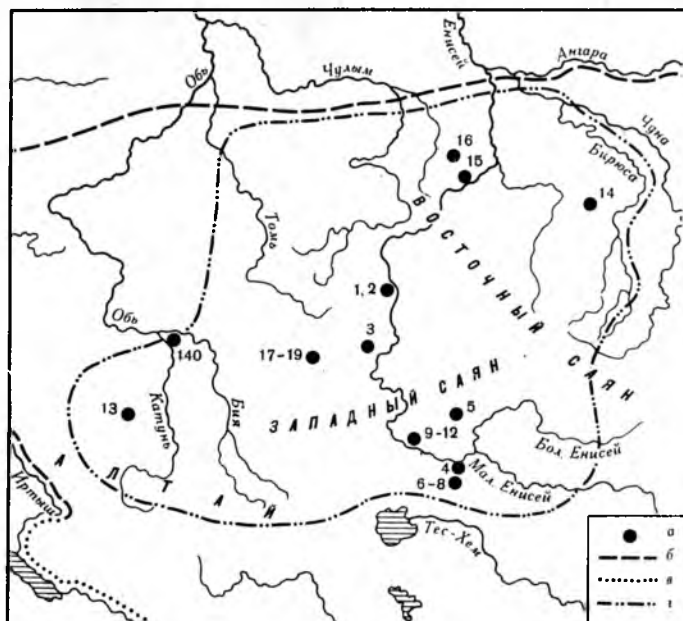 Обь
Чулым
Енисей
Ангара
Чуна
Бирюса
16
15
14
Томь
ВОСТОЧНЫЙ САЯН
1, 2
3
Обь
140
17-19
13
Катунь
Бия
ЗАПАДНЫЙ САЯН
5
9-12
Бол. Енисей
4
Мал. Енисей
6-8
АЛТАЙ
Иртыш
Тес-Хем
а
б
в
г